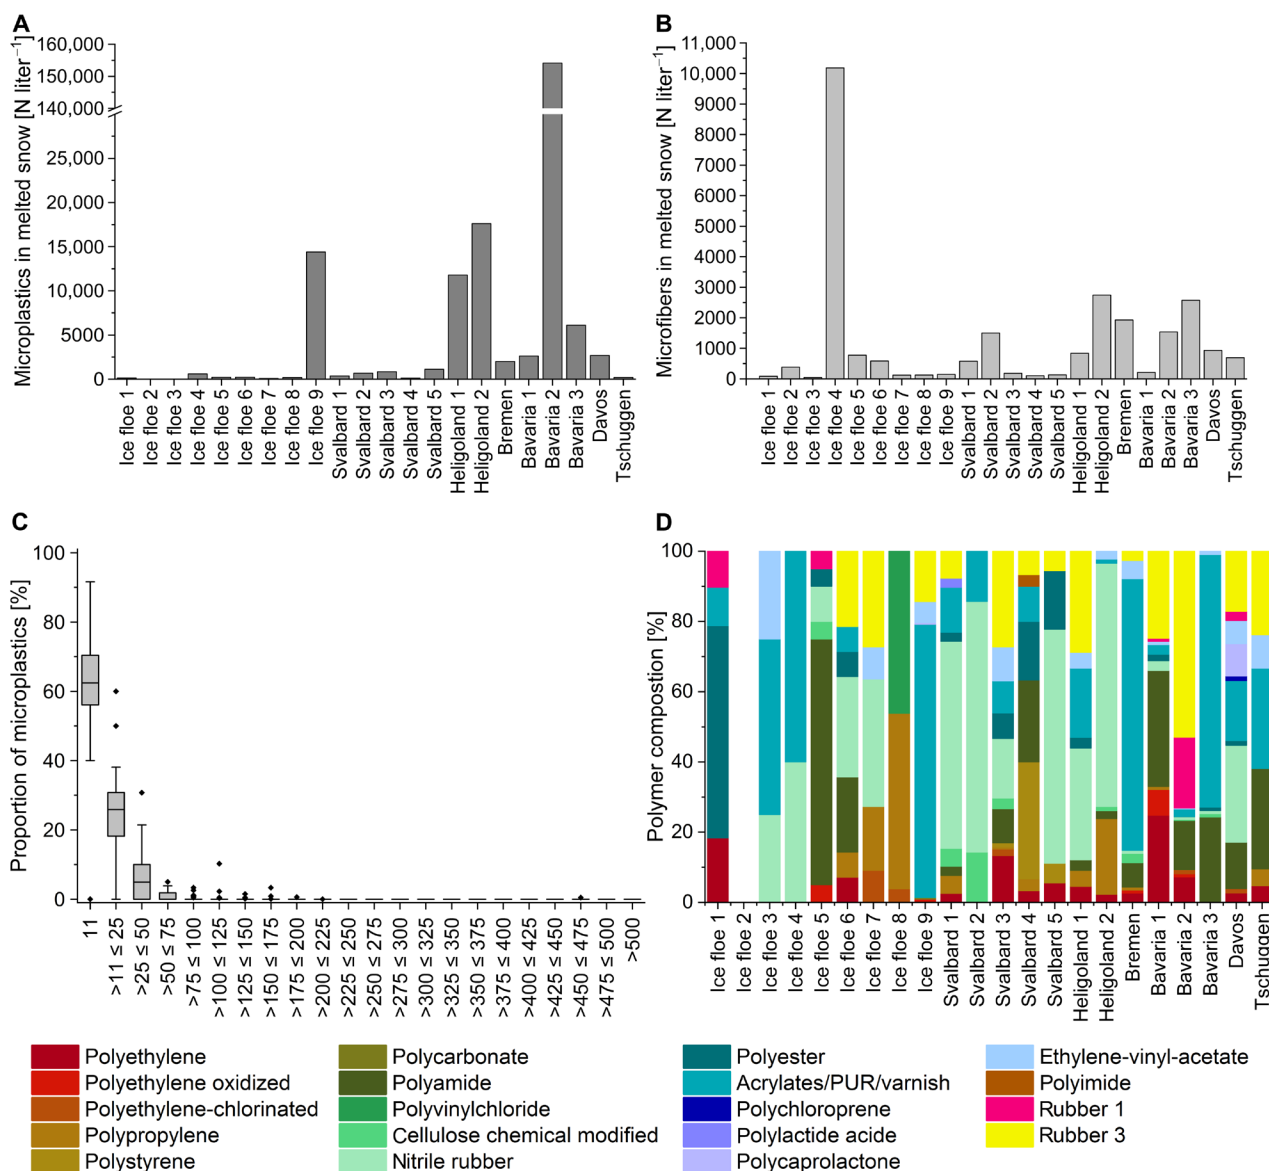 A
Microplastics in melted snow [N liter⁻¹]
160,000
150,000
140,000
25,000
20,000
15,000
10,000
5000
0
Ice floe 1
Ice floe 2
Ice floe 3
Ice floe 4
Ice floe 5
Ice floe 6
Ice floe 7
Ice floe 8
Ice floe 9
Svalbard 1
Svalbard 2
Svalbard 3
Svalbard 4
Svalbard 5
Heligoland 1
Heligoland 2
Bremen
Bavaria 1
Bavaria 2
Bavaria 3
Davos
Tschuggen
B
Microfibers in melted snow [N liter⁻¹]
11,000
10,000
9000
8000
7000
6000
5000
4000
3000
2000
1000
0
Ice floe 1
Ice floe 2
Ice floe 3
Ice floe 4
Ice floe 5
Ice floe 6
Ice floe 7
Ice floe 8
Ice floe 9
Svalbard 1
Svalbard 2
Svalbard 3
Svalbard 4
Svalbard 5
Heligoland 1
Heligoland 2
Bremen
Bavaria 1
Bavaria 2
Bavaria 3
Davos
Tschuggen
C
Proportion of microplastics [%]
100
80
60
40
20
0
11
>11 ≤ 25
>25 ≤ 50
>50 ≤ 75
>75 ≤ 100
>100 ≤ 125
>125 ≤ 150
>150 ≤ 175
>175 ≤ 200
>200 ≤ 225
>225 ≤ 250
>250 ≤ 275
>275 ≤ 300
>300 ≤ 325
>325 ≤ 350
>350 ≤ 375
>375 ≤ 400
>400 ≤ 425
>425 ≤ 450
>450 ≤ 475
>475 ≤ 500
>500
D
Polymer compostion [%]
100
80
60
40
20
0
Ice floe 1
Ice floe 2
Ice floe 3
Ice floe 4
Ice floe 5
Ice floe 6
Ice floe 7
Ice floe 8
Ice floe 9
Svalbard 1
Svalbard 2
Svalbard 3
Svalbard 4
Svalbard 5
Heligoland 1
Heligoland 2
Bremen
Bavaria 1
Bavaria 2
Bavaria 3
Davos
Tschuggen
Polyethylene
Polyethylene oxidized
Polyethylene-chlorinated
Polypropylene
Polystyrene
Polycarbonate
Polyamide
Polyvinylchloride
Cellulose chemical modified
Nitrile rubber
Polyester
Acrylates/PUR/varnish
Polychloroprene
Polylactide acide
Polycaprolactone
Ethylene-vinyl-acetate
Polyimide
Rubber 1
Rubber 3